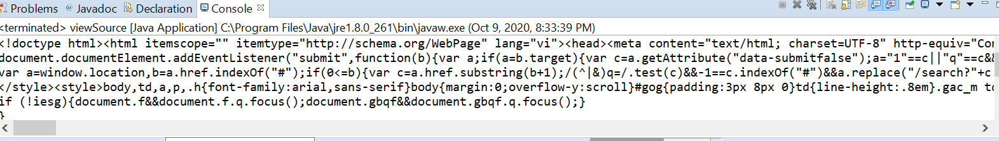 Problems @ Javadoc Declaration Console
<terminated> viewSource [Java Application] C:\Program Files\Java\jre1.8.0_261\bin\javaw.exe (Oct 9, 2020, 8:33:39 PM)
<!doctype html><html itemscope="" itemtype="http://schema.org/WebPage" lang="vi"><head><meta content="text/html; charset=UTF-8" http-equiv="Con
document.documentElement.addEventListener("submit",function(b){var a;if(a=b.target){var c=a.getAttribute("data-submitfalse");a="1"==c||"q"==c&&
var a=window.location,b=a.href.indexOf("#");if(0<=b){var c=a.href.substring(b+1);/(^|&)q=/.test(c)&&-1==c.indexOf("#")&&a.replace("/search?"+c
</style><style>body,td,a,p,.h{font-family:arial,sans-serif}body{margin:0;overflow-y:scroll}#gog{padding:3px 8px 0}td{line-height:.8em}.gac_m td
if (!iesg){document.f&&document.f.q.focus();document.gbqf&&document.gbqf.q.focus();}
}